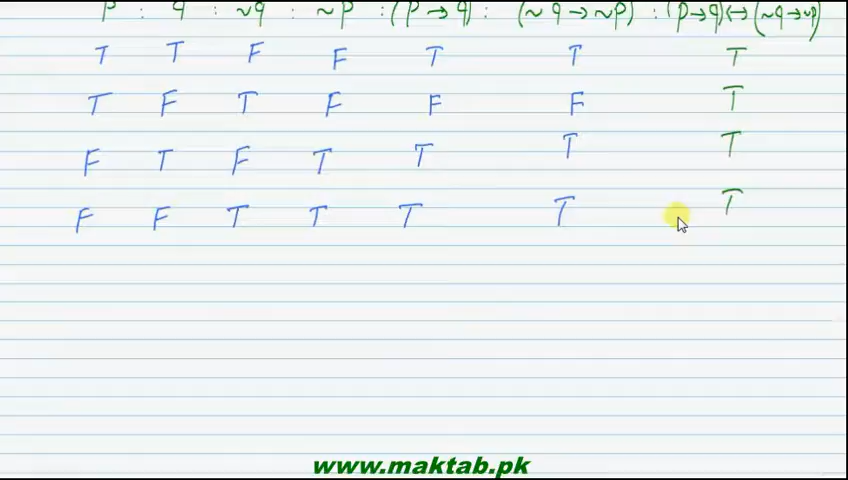 p : q : ~q : ~p : (p → q) : (~q → ~p) : (p→q)↔(~q→~p)
T T F F T T T
T F T F F F T
F T F T T T T
F F T T T T T
www.maktab.pk